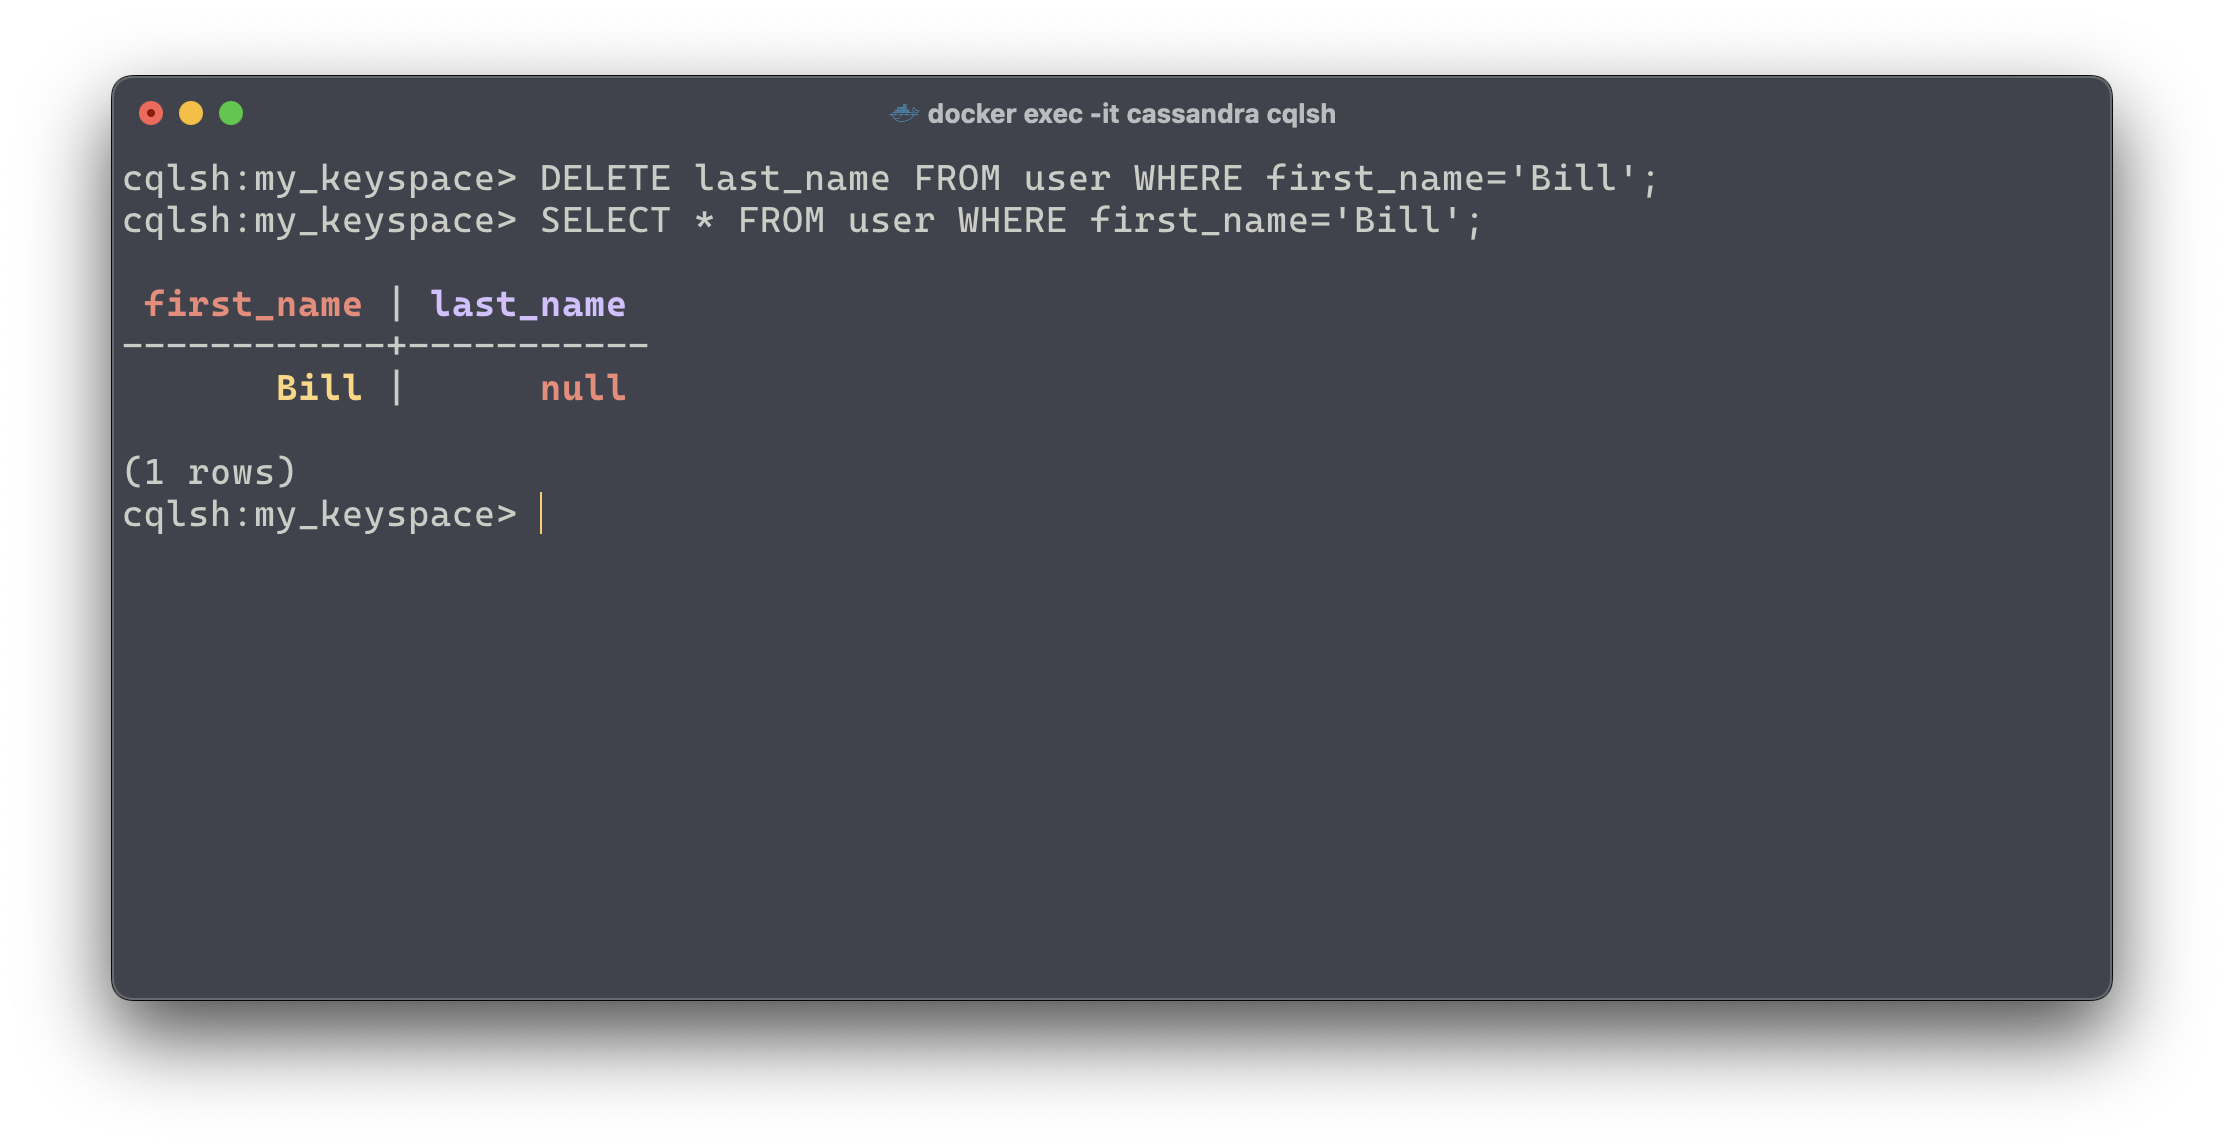 docker exec -it cassandra cqlsh
cqlsh:my_keyspace> DELETE last_name FROM user WHERE first_name='Bill';
cqlsh:my_keyspace> SELECT * FROM user WHERE first_name='Bill';
 first_name | last_name
------------+-----------
       Bill |      null
(1 rows)
cqlsh:my_keyspace>